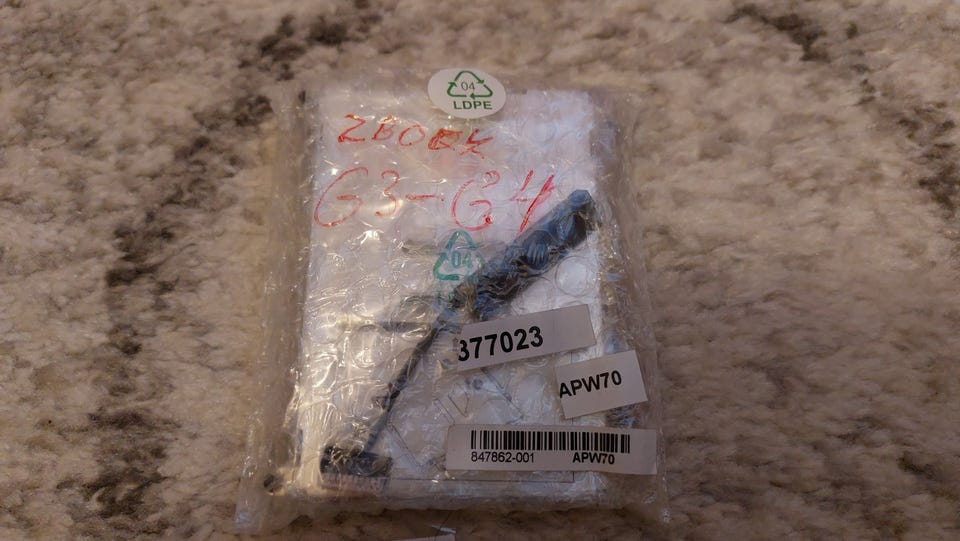 04
LDPE
ZBOOK
G3-G4
04
377023
APW70
847862-001 APW70